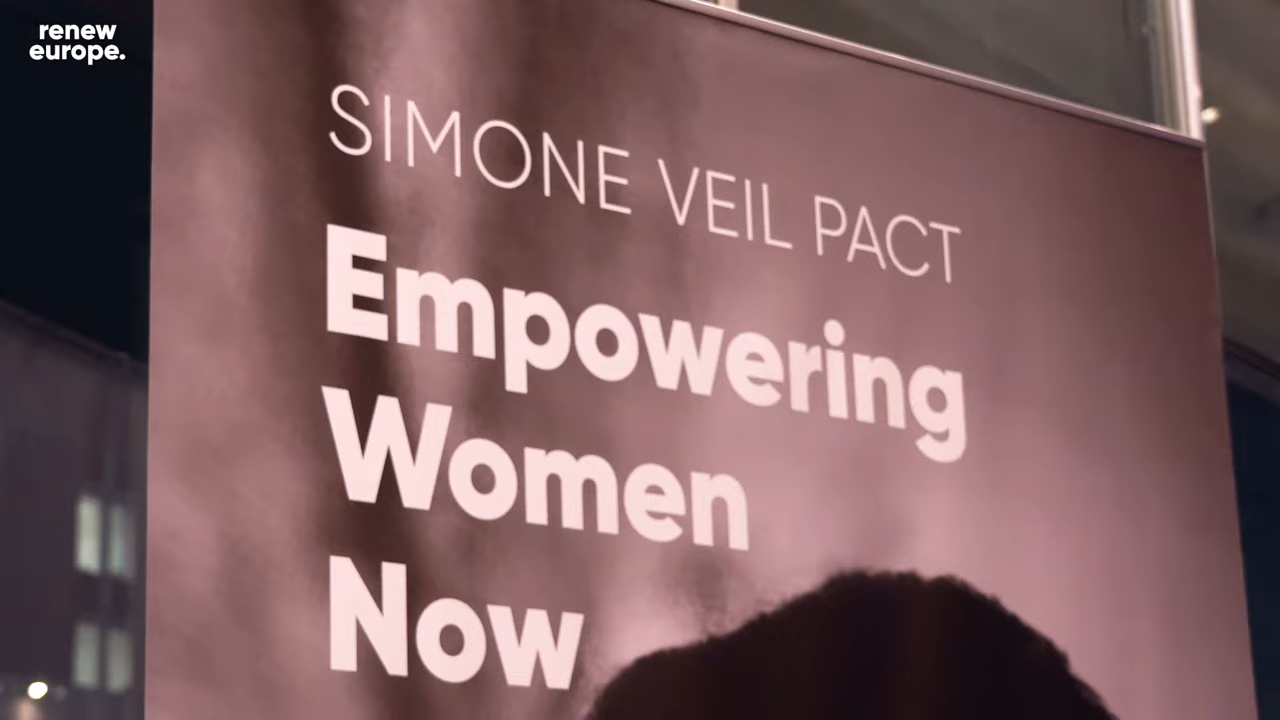 renew
europe.
SIMONE VEIL PACT
Empowering
Women
Now